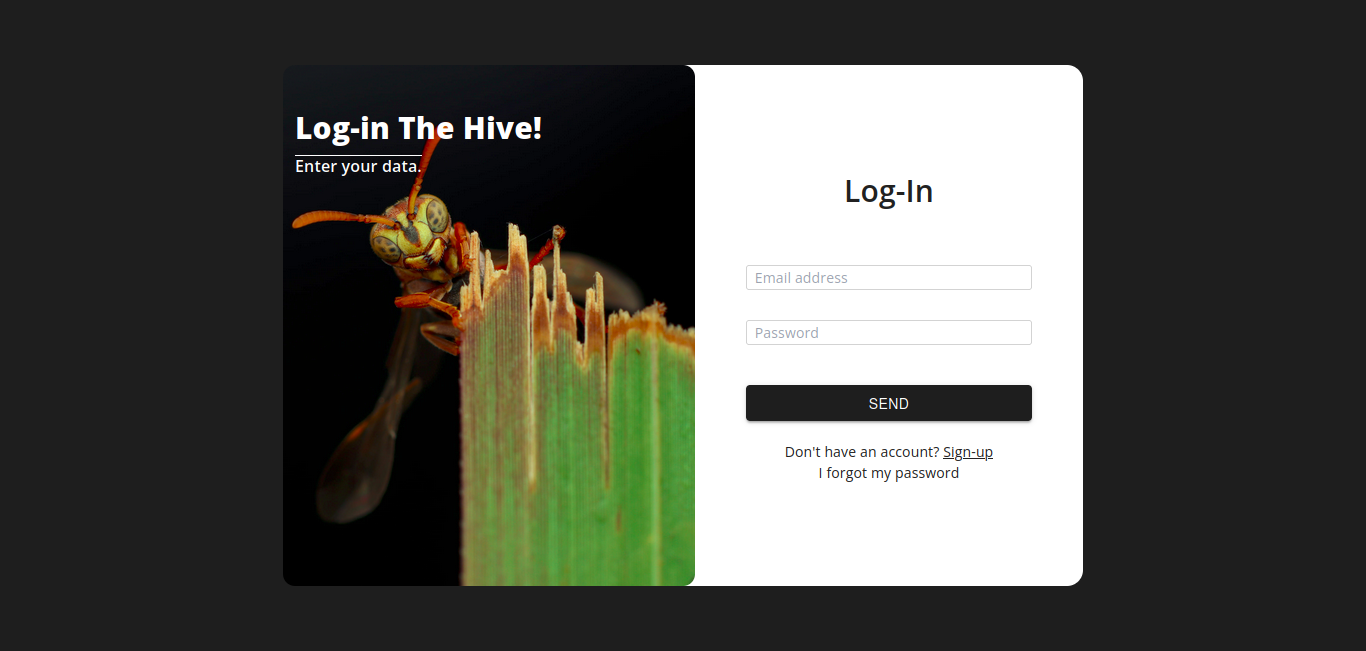 Log-in The Hive!
Enter your data.
Log-In
Email address
Password
SEND
Don't have an account? Sign-up
I forgot my password